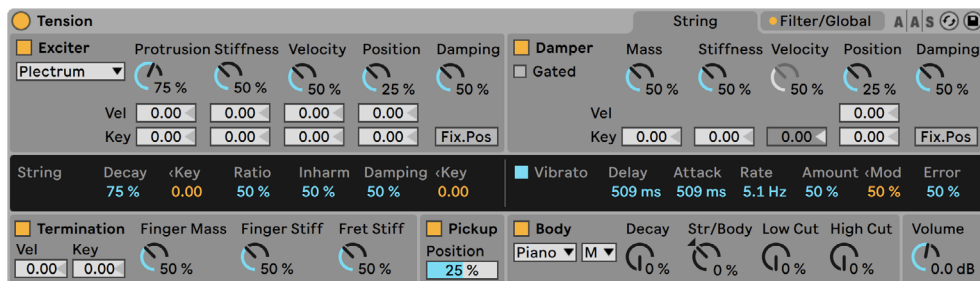 Tension String Filter/Global A A S
Exciter Protrusion Stiffness Velocity Position Damping
Plectrum
75 % 50 % 50 % 25 % 50 %
Vel 0.00 0.00 0.00 0.00
Key 0.00 0.00 0.00 0.00 Fix.Pos
Damper Mass Stiffness Velocity Position Damping
Gated
50 % 50 % 50 % 25 % 50 %
Vel 0.00
Key 0.00 0.00 0.00 0.00 Fix.Pos
String Decay ‹Key Ratio Inharm Damping ‹Key
75 % 0.00 50 % 50 % 50 % 0.00
Vibrato Delay Attack Rate Amount ‹Mod Error
509 ms 509 ms 5.1 Hz 50 % 50 % 50 %
Termination Finger Mass Finger Stiff Fret Stiff
Vel Key
0.00 0.00 50 % 50 % 50 %
Pickup
Position
25 %
Body Decay Str/Body Low Cut High Cut
Piano M
0 % 0 % 0 % 0 %
Volume
0.0 dB